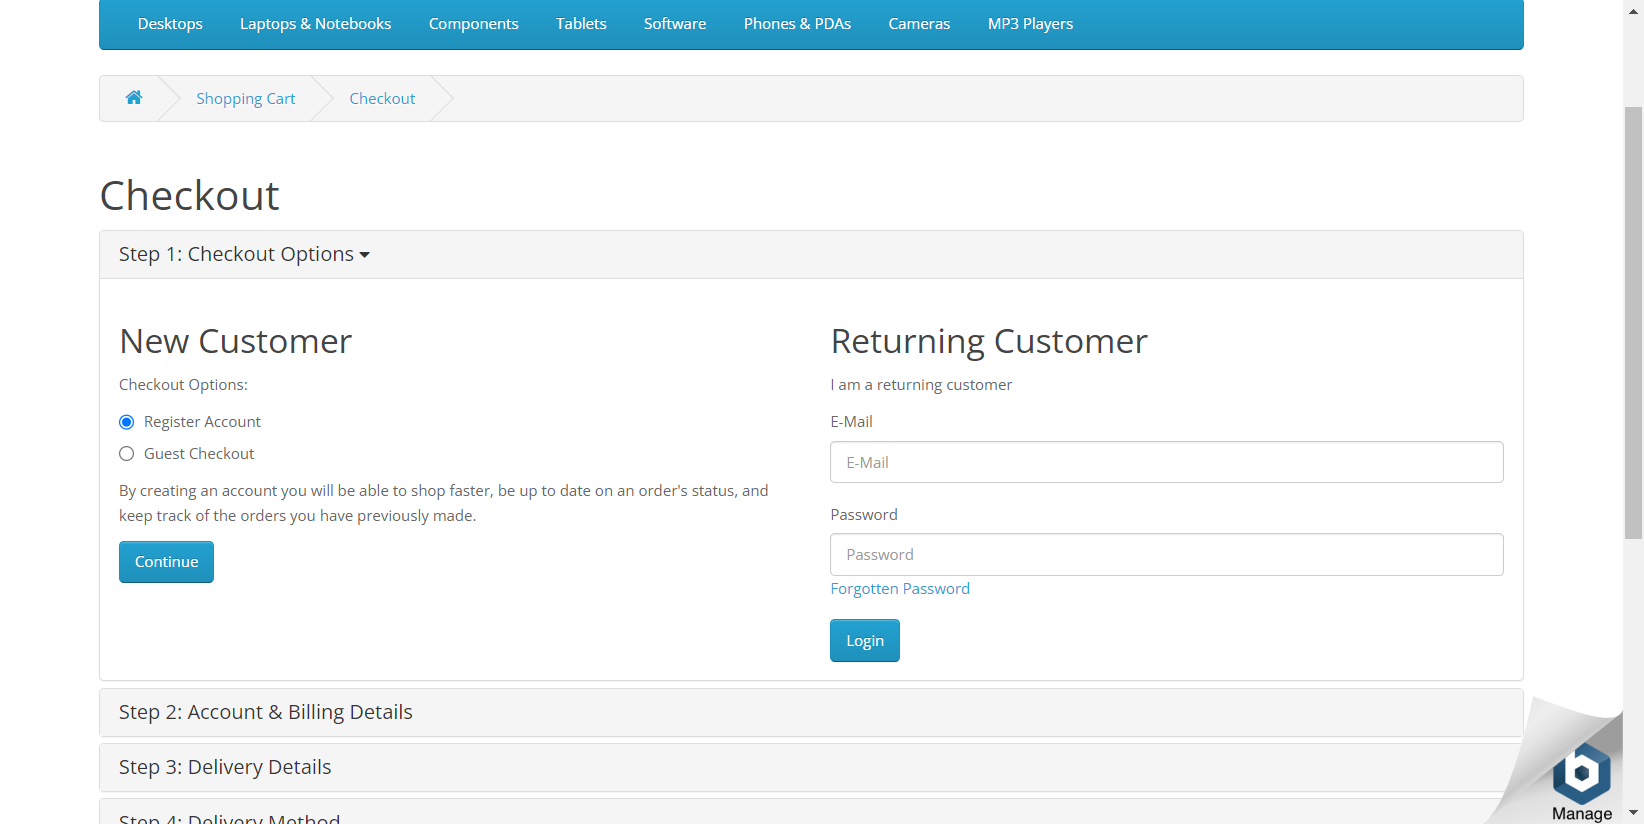 Desktops Laptops & Notebooks Components Tablets Software Phones & PDAs Cameras MP3 Players
Shopping Cart Checkout
Checkout
Step 1: Checkout Options
New Customer
Checkout Options:
Register Account
Guest Checkout
By creating an account you will be able to shop faster, be up to date on an order's status, and
keep track of the orders you have previously made.
Continue
Returning Customer
I am a returning customer
E-Mail
E-Mail
Password
Password
Forgotten Password
Login
Step 2: Account & Billing Details
Step 3: Delivery Details
Step 4: Delivery Method
Manage